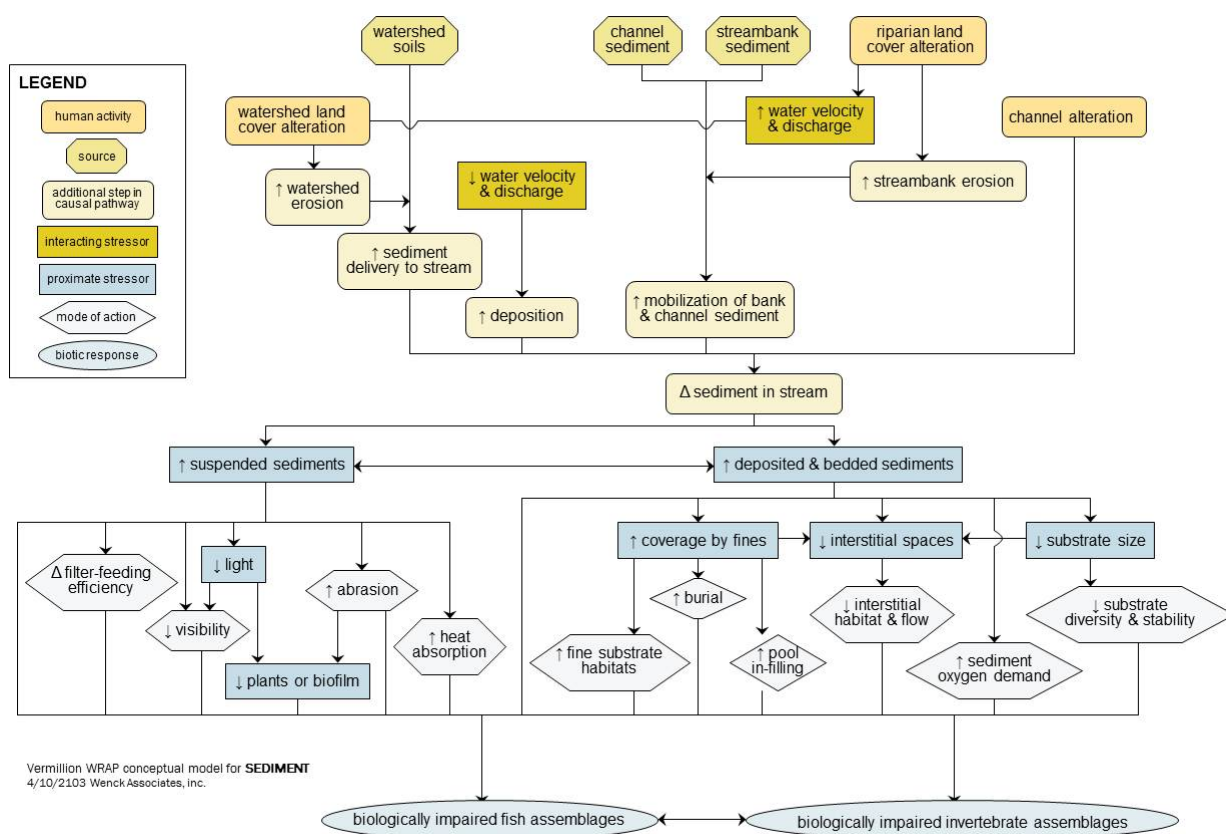 watershed
soils
channel
sediment
streambank
sediment
riparian land
cover alteration
LEGEND
human activity
source
additional step in
causal pathway
interacting stressor
proximate stressor
mode of action
biotic response
watershed land
cover alteration
↑ water velocity
& discharge
channel alteration
↑ watershed
erosion
↓ water velocity
& discharge
↑ streambank erosion
↑ sediment
delivery to stream
↑ deposition
↑ mobilization of bank
& channel sediment
Δ sediment in stream
↑ suspended sediments
↑ deposited & bedded sediments
Δ filter-feeding
efficiency
↓ light
↑ abrasion
↓ visibility
↑ heat
absorption
↓ plants or biofilm
↑ coverage by fines
↓ interstitial spaces
↓ substrate size
↑ burial
↓ interstitial
habitat & flow
↓ substrate
diversity & stability
↑ fine substrate
habitats
↑ pool
in-filling
↑ sediment
oxygen demand
Vermillion WRAP conceptual model for SEDIMENT
4/10/2103 Wenck Associates, inc.
biologically impaired fish assemblages
biologically impaired invertebrate assemblages